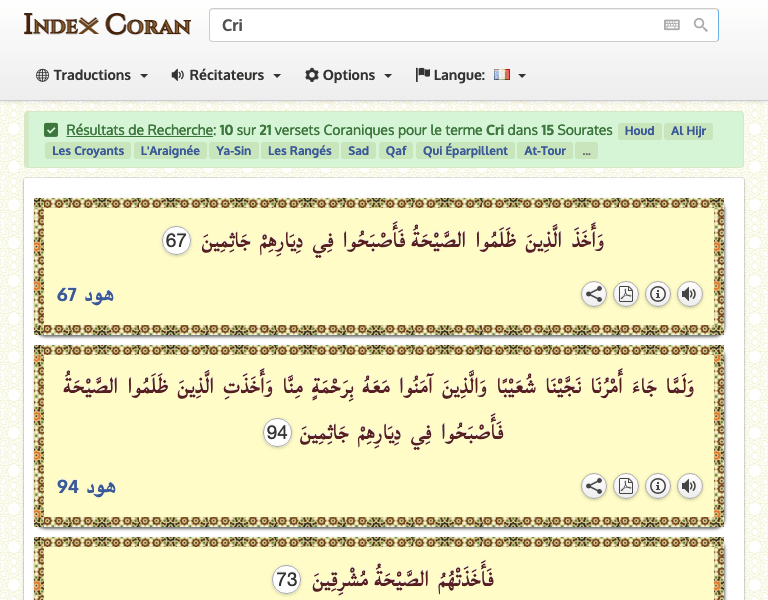 INDEX CORAN
Cri
Traductions Récitateurs Options Langue:
Résultats de Recherche: 10 sur 21 versets Coraniques pour le terme Cri dans 15 Sourates Houd Al Hijr
Les Croyants L'Araignée Ya-Sin Les Rangés Sad Qaf Qui Éparpillent At-Tour ...
وَأَخَذَ الَّذِينَ ظَلَمُوا الصَّيْحَةُ فَأَصْبَحُوا فِي دِيَارِهِمْ جَاثِمِينَ 67
هود 67
وَلَمَّا جَاءَ أَمْرُنَا نَجَّيْنَا شُعَيْبًا وَالَّذِينَ آمَنُوا مَعَهُ بِرَحْمَةٍ مِنَّا وَأَخَذَتِ الَّذِينَ ظَلَمُوا الصَّيْحَةُ
فَأَصْبَحُوا فِي دِيَارِهِمْ جَاثِمِينَ 94
هود 94
فَأَخَذَتْهُمُ الصَّيْحَةُ مُشْرِقِينَ 73